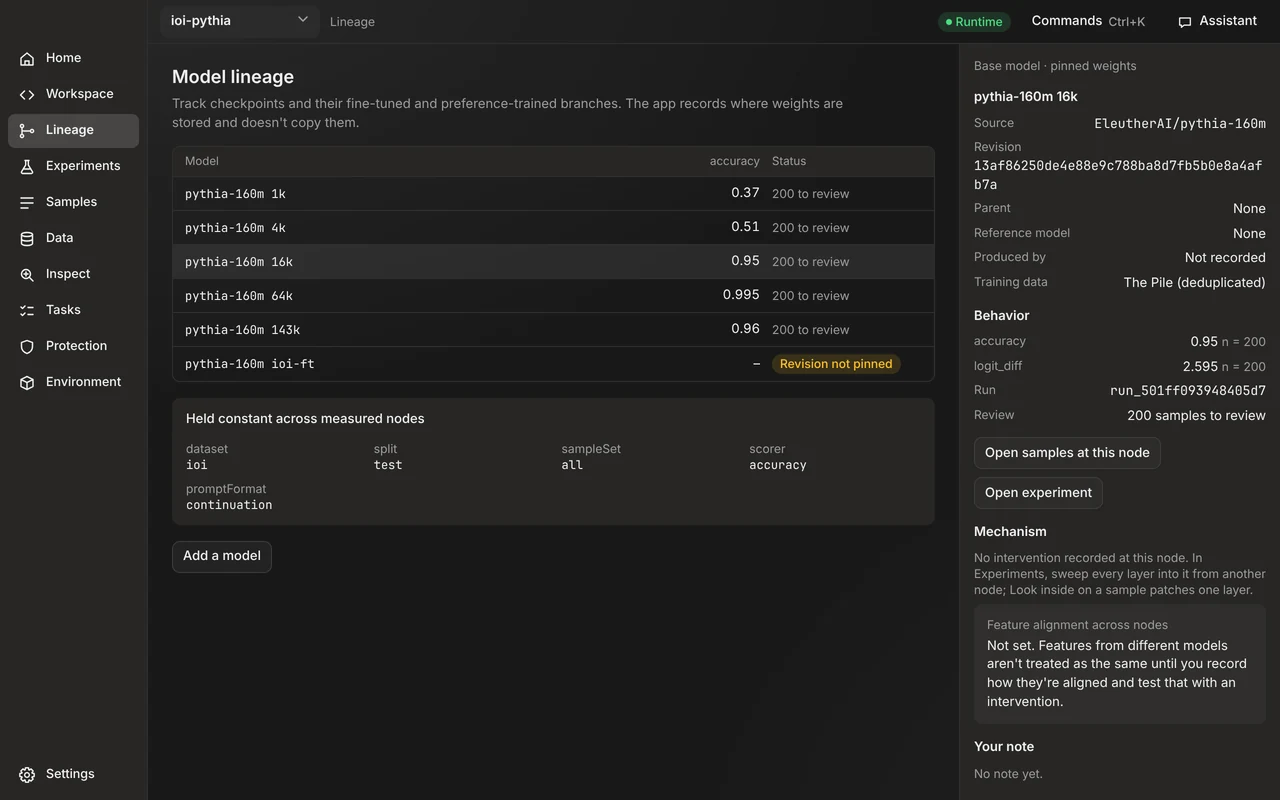 ioi-pythia
Lineage
Runtime
Commands Ctrl+K
Assistant
Home
Workspace
Lineage
Experiments
Samples
Data
Inspect
Tasks
Protection
Environment
Settings
Model lineage
Track checkpoints and their fine-tuned and preference-trained branches. The app records where weights are
stored and doesn't copy them.
Model accuracy Status
pythia-160m 1k 0.37 200 to review
pythia-160m 4k 0.51 200 to review
pythia-160m 16k 0.95 200 to review
pythia-160m 64k 0.995 200 to review
pythia-160m 143k 0.96 200 to review
pythia-160m ioi-ft – Revision not pinned
Held constant across measured nodes
dataset split sampleSet scorer
ioi test all accuracy
promptFormat
continuation
Add a model
Base model · pinned weights
pythia-160m 16k
Source EleutherAI/pythia-160m
Revision
13af86250de4e88e9c788ba8d7fb5b0e8a4af
b7a
Parent None
Reference model None
Produced by Not recorded
Training data The Pile (deduplicated)
Behavior
accuracy 0.95 n = 200
logit_diff 2.595 n = 200
Run run_501ff093948405d7
Review 200 samples to review
Open samples at this node
Open experiment
Mechanism
No intervention recorded at this node. In
Experiments, sweep every layer into it from another
node; Look inside on a sample patches one layer.
Feature alignment across nodes
Not set. Features from different models
aren't treated as the same until you record
how they're aligned and test that with an
intervention.
Your note
No note yet.